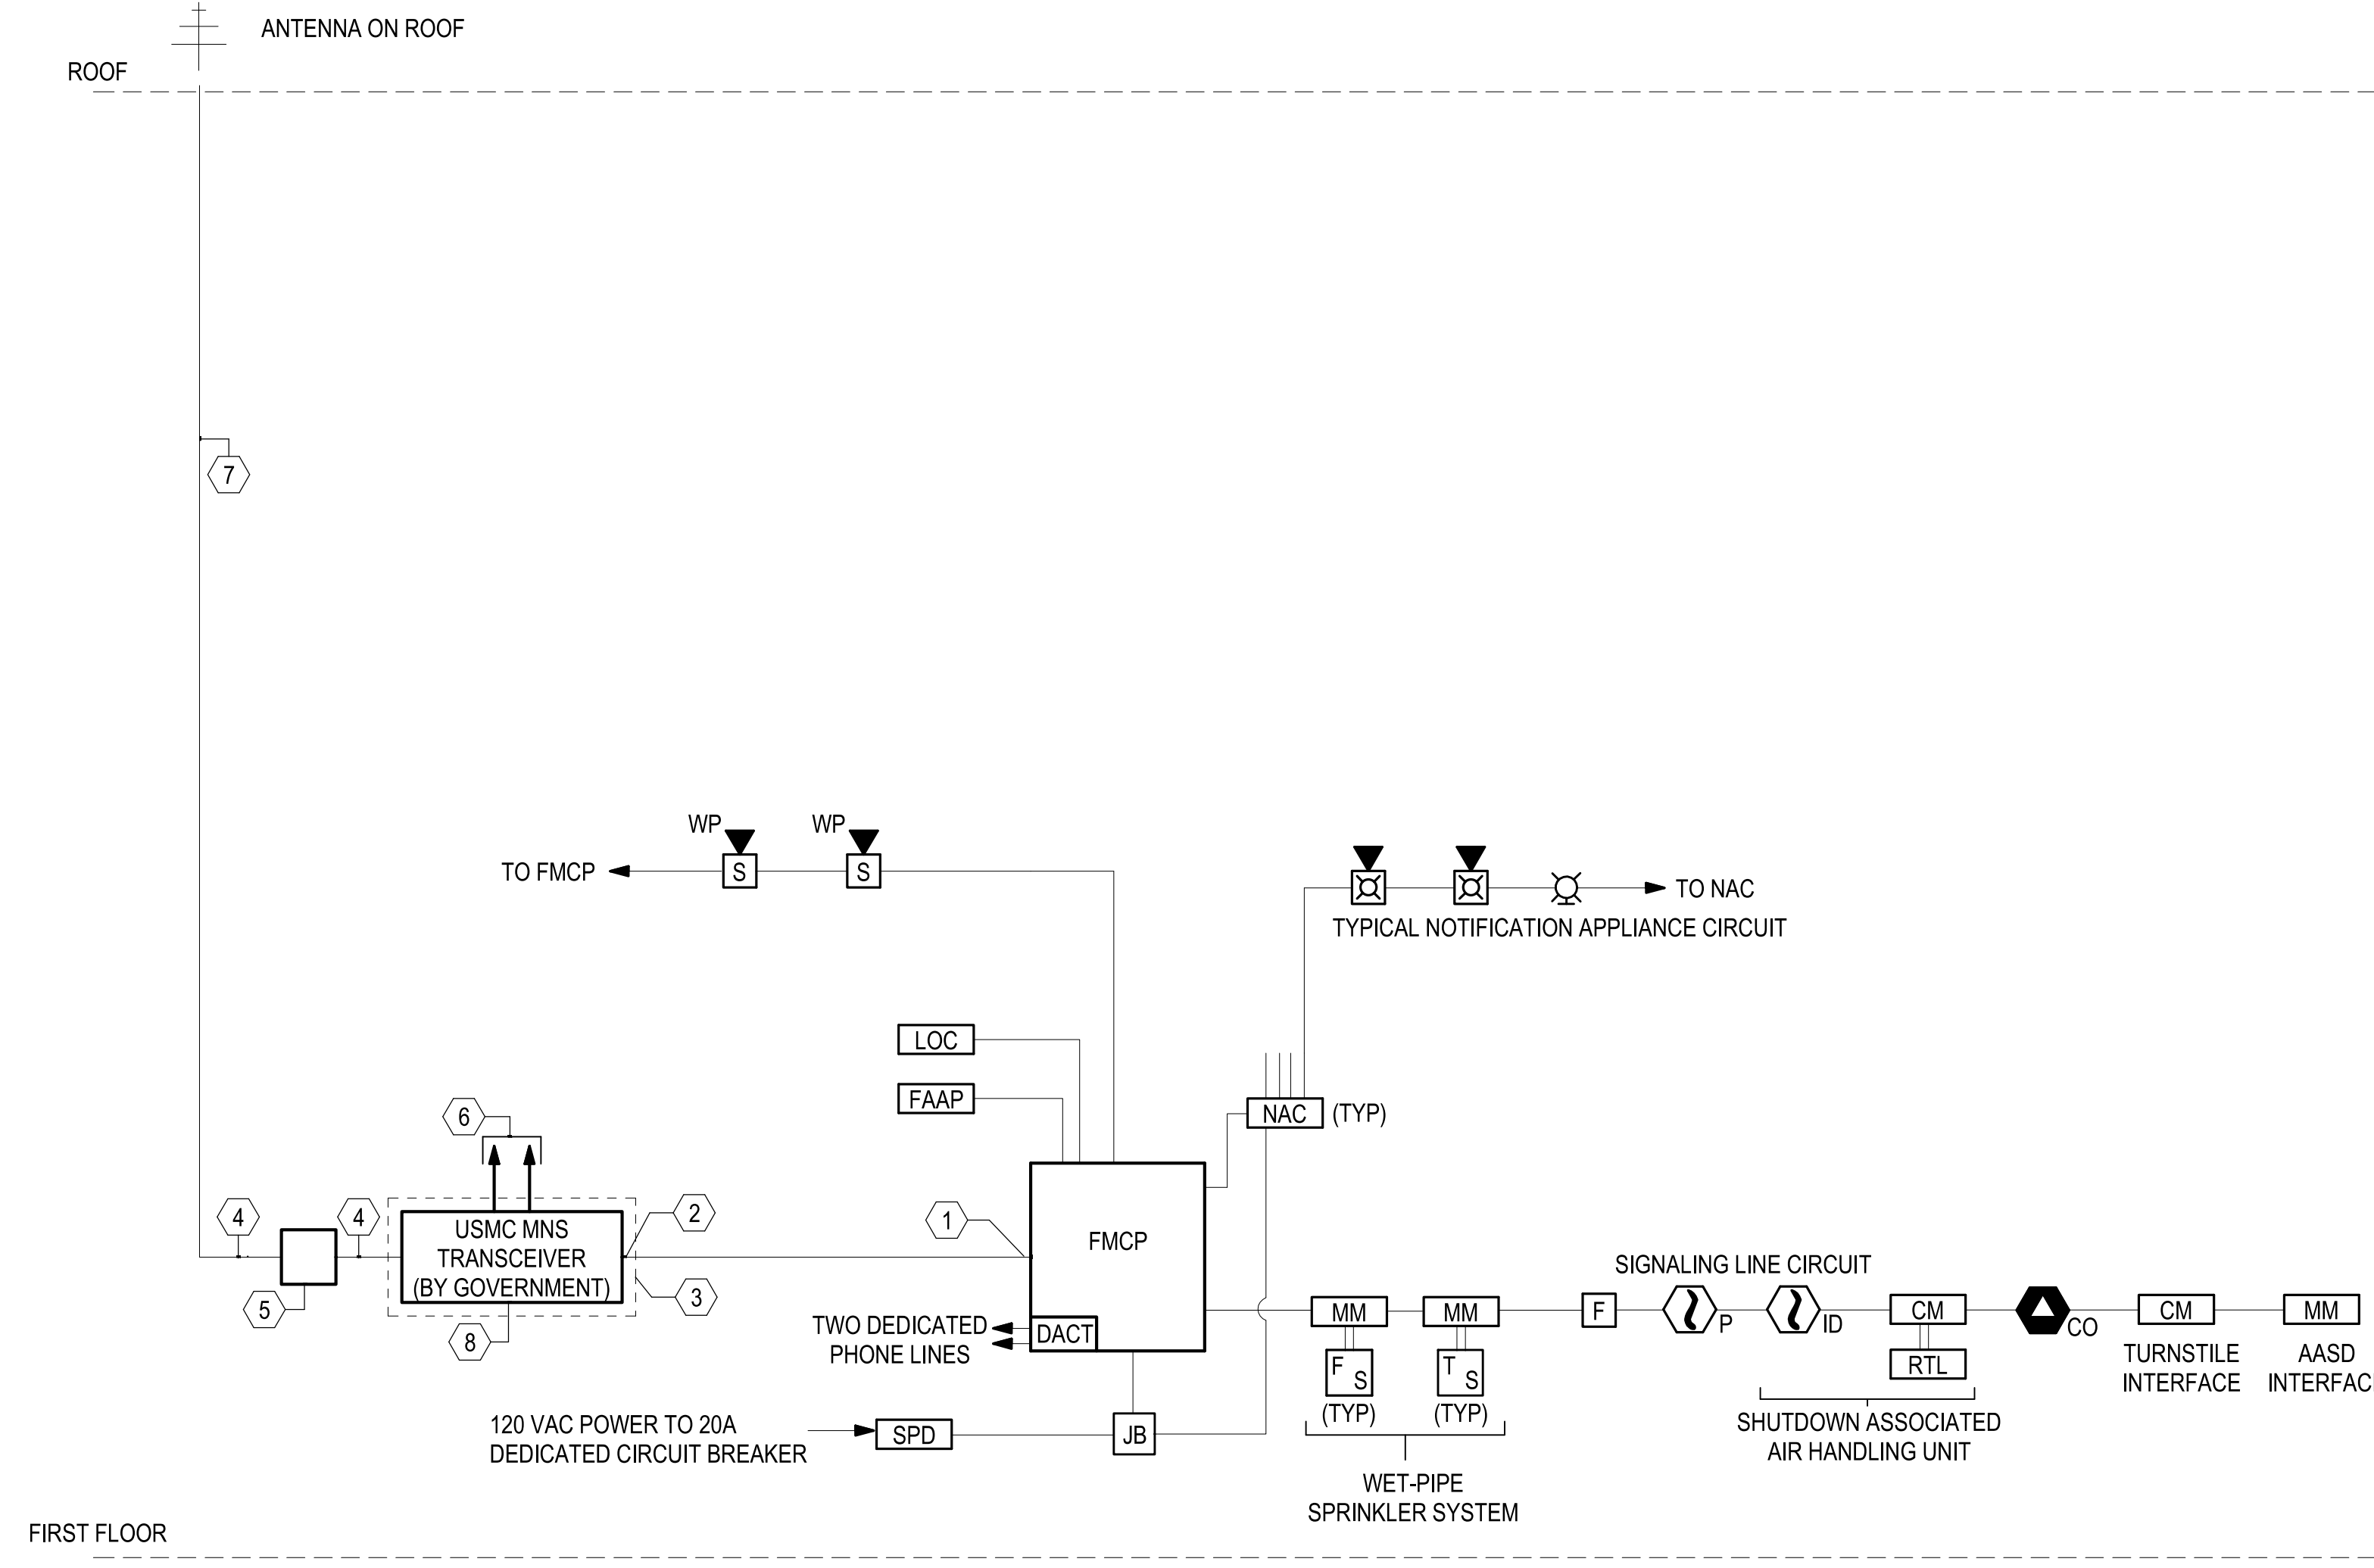 ANTENNA ON ROOF
ROOF
7
WP
WP
TO FMCP
S
S
TO NAC
TYPICAL NOTIFICATION APPLIANCE CIRCUIT
LOC
FAAP
NAC
(TYP)
6
4
4
2
1
USMC MNS
TRANSCEIVER
(BY GOVERNMENT)
FMCP
5
3
8
SIGNALING LINE CIRCUIT
TWO DEDICATED
PHONE LINES
DACT
MM
MM
F
P
ID
CM
CO
CM
MM
F
S
T
S
RTL
TURNSTILE
INTERFACE
AASD
INTERFAC
(TYP)
(TYP)
120 VAC POWER TO 20A
DEDICATED CIRCUIT BREAKER
SPD
JB
SHUTDOWN ASSOCIATED
AIR HANDLING UNIT
WET-PIPE
SPRINKLER SYSTEM
FIRST FLOOR